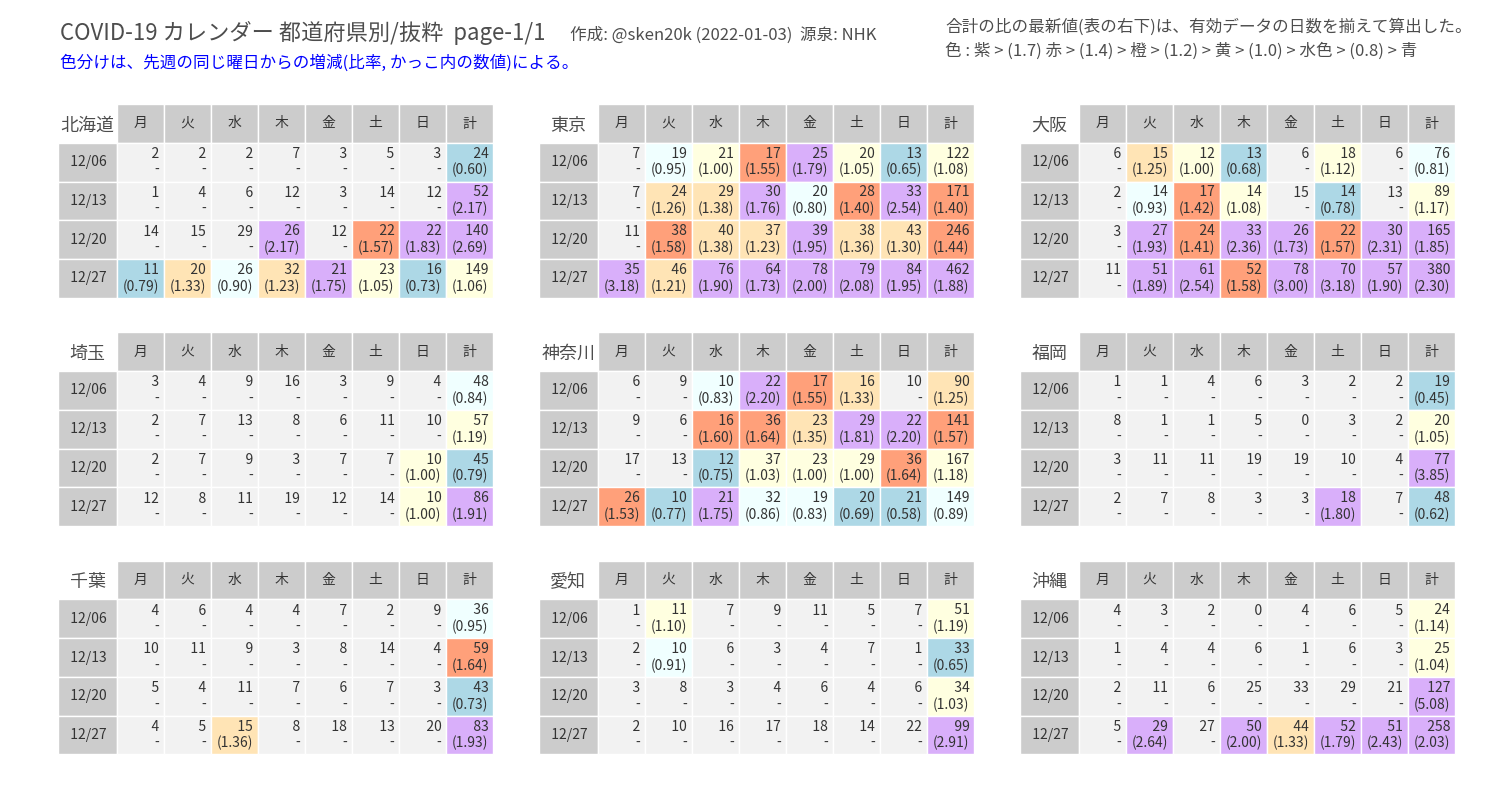 COVID-19 カレンダー 都道府県別/抜粋 page-1/1 作成: @sken20k (2022-01-03) 源泉: NHK
色分けは、先週の同じ曜日からの増減(比率, かっこ内の数値)による。
合計の比の最新値(表の右下)は、有効データの日数を揃えて算出した。
色 : 紫 > (1.7) 赤 > (1.4) > 橙 > (1.2) > 黄 > (1.0) > 水色 > (0.8) > 青
北海道 月 火 水 木 金 土 日 計
12/06 2 2 2 7 3 5 3 24
- - - - - - - (0.60)
12/13 1 4 6 12 3 14 12 52
- - - - - - - (2.17)
12/20 14 15 29 26 12 22 22 140
- - - (2.17) - (1.57) (1.83) (2.69)
12/27 11 20 26 32 21 23 16 149
(0.79) (1.33) (0.90) (1.23) (1.75) (1.05) (0.73) (1.06)
東京 月 火 水 木 金 土 日 計
12/06 7 19 21 17 25 20 13 122
- (0.95) (1.00) (1.55) (1.79) (1.05) (0.65) (1.08)
12/13 7 24 29 30 20 28 33 171
- (1.26) (1.38) (1.76) (0.80) (1.40) (2.54) (1.40)
12/20 11 38 40 37 39 38 43 246
- (1.58) (1.38) (1.23) (1.95) (1.36) (1.30) (1.44)
12/27 35 46 76 64 78 79 84 462
(3.18) (1.21) (1.90) (1.73) (2.00) (2.08) (1.95) (1.88)
大阪 月 火 水 木 金 土 日 計
12/06 6 15 12 13 6 18 6 76
- (1.25) (1.00) (0.68) - (1.12) - (0.81)
12/13 2 14 17 14 15 14 13 89
- (0.93) (1.42) (1.08) - (0.78) - (1.17)
12/20 3 27 24 33 26 22 30 165
- (1.93) (1.41) (2.36) (1.73) (1.57) (2.31) (1.85)
12/27 11 51 61 52 78 70 57 380
- (1.89) (2.54) (1.58) (3.00) (3.18) (1.90) (2.30)
埼玉 月 火 水 木 金 土 日 計
12/06 3 4 9 16 3 9 4 48
- - - - - - - (0.84)
12/13 2 7 13 8 6 11 10 57
- - - - - - - (1.19)
12/20 2 7 9 3 7 7 10 45
- - - - - - (1.00) (0.79)
12/27 12 8 11 19 12 14 10 86
- - - - - - (1.00) (1.91)
神奈川 月 火 水 木 金 土 日 計
12/06 6 9 10 22 17 16 10 90
- - (0.83) (2.20) (1.55) (1.33) - (1.25)
12/13 9 6 16 36 23 29 22 141
- - (1.60) (1.64) (1.35) (1.81) (2.20) (1.57)
12/20 17 13 12 37 23 29 36 167
- - (0.75) (1.03) (1.00) (1.00) (1.64) (1.18)
12/27 26 10 21 32 19 20 21 149
(1.53) (0.77) (1.75) (0.86) (0.83) (0.69) (0.58) (0.89)
福岡 月 火 水 木 金 土 日 計
12/06 1 1 4 6 3 2 2 19
- - - - - - - (0.45)
12/13 8 1 1 5 0 3 2 20
- - - - - - - (1.05)
12/20 3 11 11 19 19 10 4 77
- - - - - - - (3.85)
12/27 2 7 8 3 3 18 7 48
- - - - - (1.80) - (0.62)
千葉 月 火 水 木 金 土 日 計
12/06 4 6 4 4 7 2 9 36
- - - - - - - (0.95)
12/13 10 11 9 3 8 14 4 59
- - - - - - - (1.64)
12/20 5 4 11 7 6 7 3 43
- - - - - - - (0.73)
12/27 4 5 15 8 18 13 20 83
- - (1.36) - - - - (1.93)
愛知 月 火 水 木 金 土 日 計
12/06 1 11 7 9 11 5 7 51
- (1.10) - - - - - (1.19)
12/13 2 10 6 3 4 7 1 33
- (0.91) - - - - - (0.65)
12/20 3 8 3 4 6 4 6 34
- - - - - - - (1.03)
12/27 2 10 16 17 18 14 22 99
- - - - - - - (2.91)
沖縄 月 火 水 木 金 土 日 計
12/06 4 3 2 0 4 6 5 24
- - - - - - - (1.14)
12/13 1 4 4 6 1 6 3 25
- - - - - - - (1.04)
12/20 2 11 6 25 33 29 21 127
- - - - - - - (5.08)
12/27 5 29 27 50 44 52 51 258
- (2.64) - (2.00) (1.33) (1.79) (2.43) (2.03)